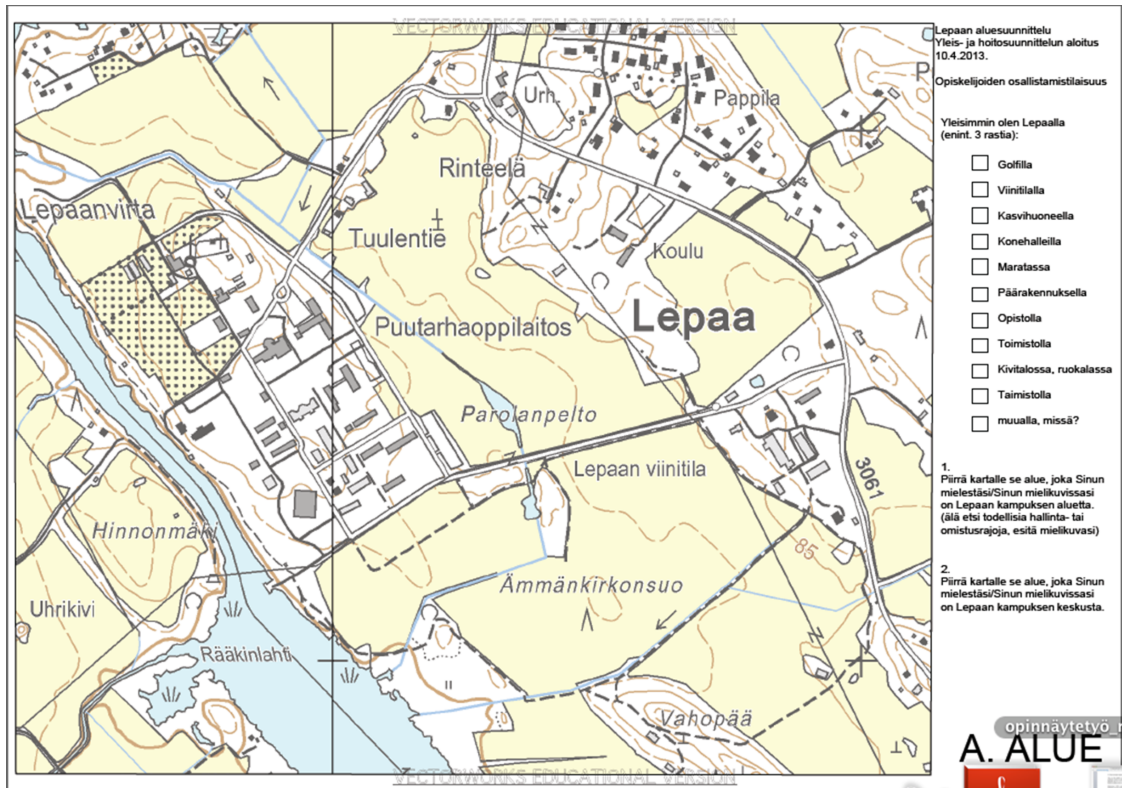 VECTORWORKS EDUCATIONAL VERSION
Urh.
Pappila
P
Rinteelä
Lepaanvirta
Tuulentie
Koulu
Lepaa
Puutarhaoppilaitos
Parolanpelto
Lepaan viinitila
3061
Hinnonmäki
85
Ämmänkirkonsuo
Uhrikivi
Rääkinlahti
Vahopää
VECTORWORKS EDUCATIONAL VERSION
Lepaan aluesuunnittelu
Yleis- ja hoitosuunnittelun aloitus
10.4.2013.
Opiskelijoiden osallistamistilaisuus
Yleisimmin olen Lepaalla
(enint. 3 rastia):
Golfilla
Viinitilalla
Kasvihuoneella
Konehalleilla
Maratassa
Päärakennuksella
Opistolla
Toimistolla
Kivitalossa, ruokalassa
Taimistolla
muualla, missä?
1.
Piirrä kartalle se alue, joka Sinun
mielestäsi/Sinun mielikuvissasi
on Lepaan kampuksen aluetta.
(älä etsi todellisia hallinta- tai
omistusrajoja, esitä mielikuvasi)
2.
Piirrä kartalle se alue, joka Sinun
mielestäsi/Sinun mielikuvissasi
on Lepaan kampuksen keskusta.
opinnäytetyö_r
A. ALUE